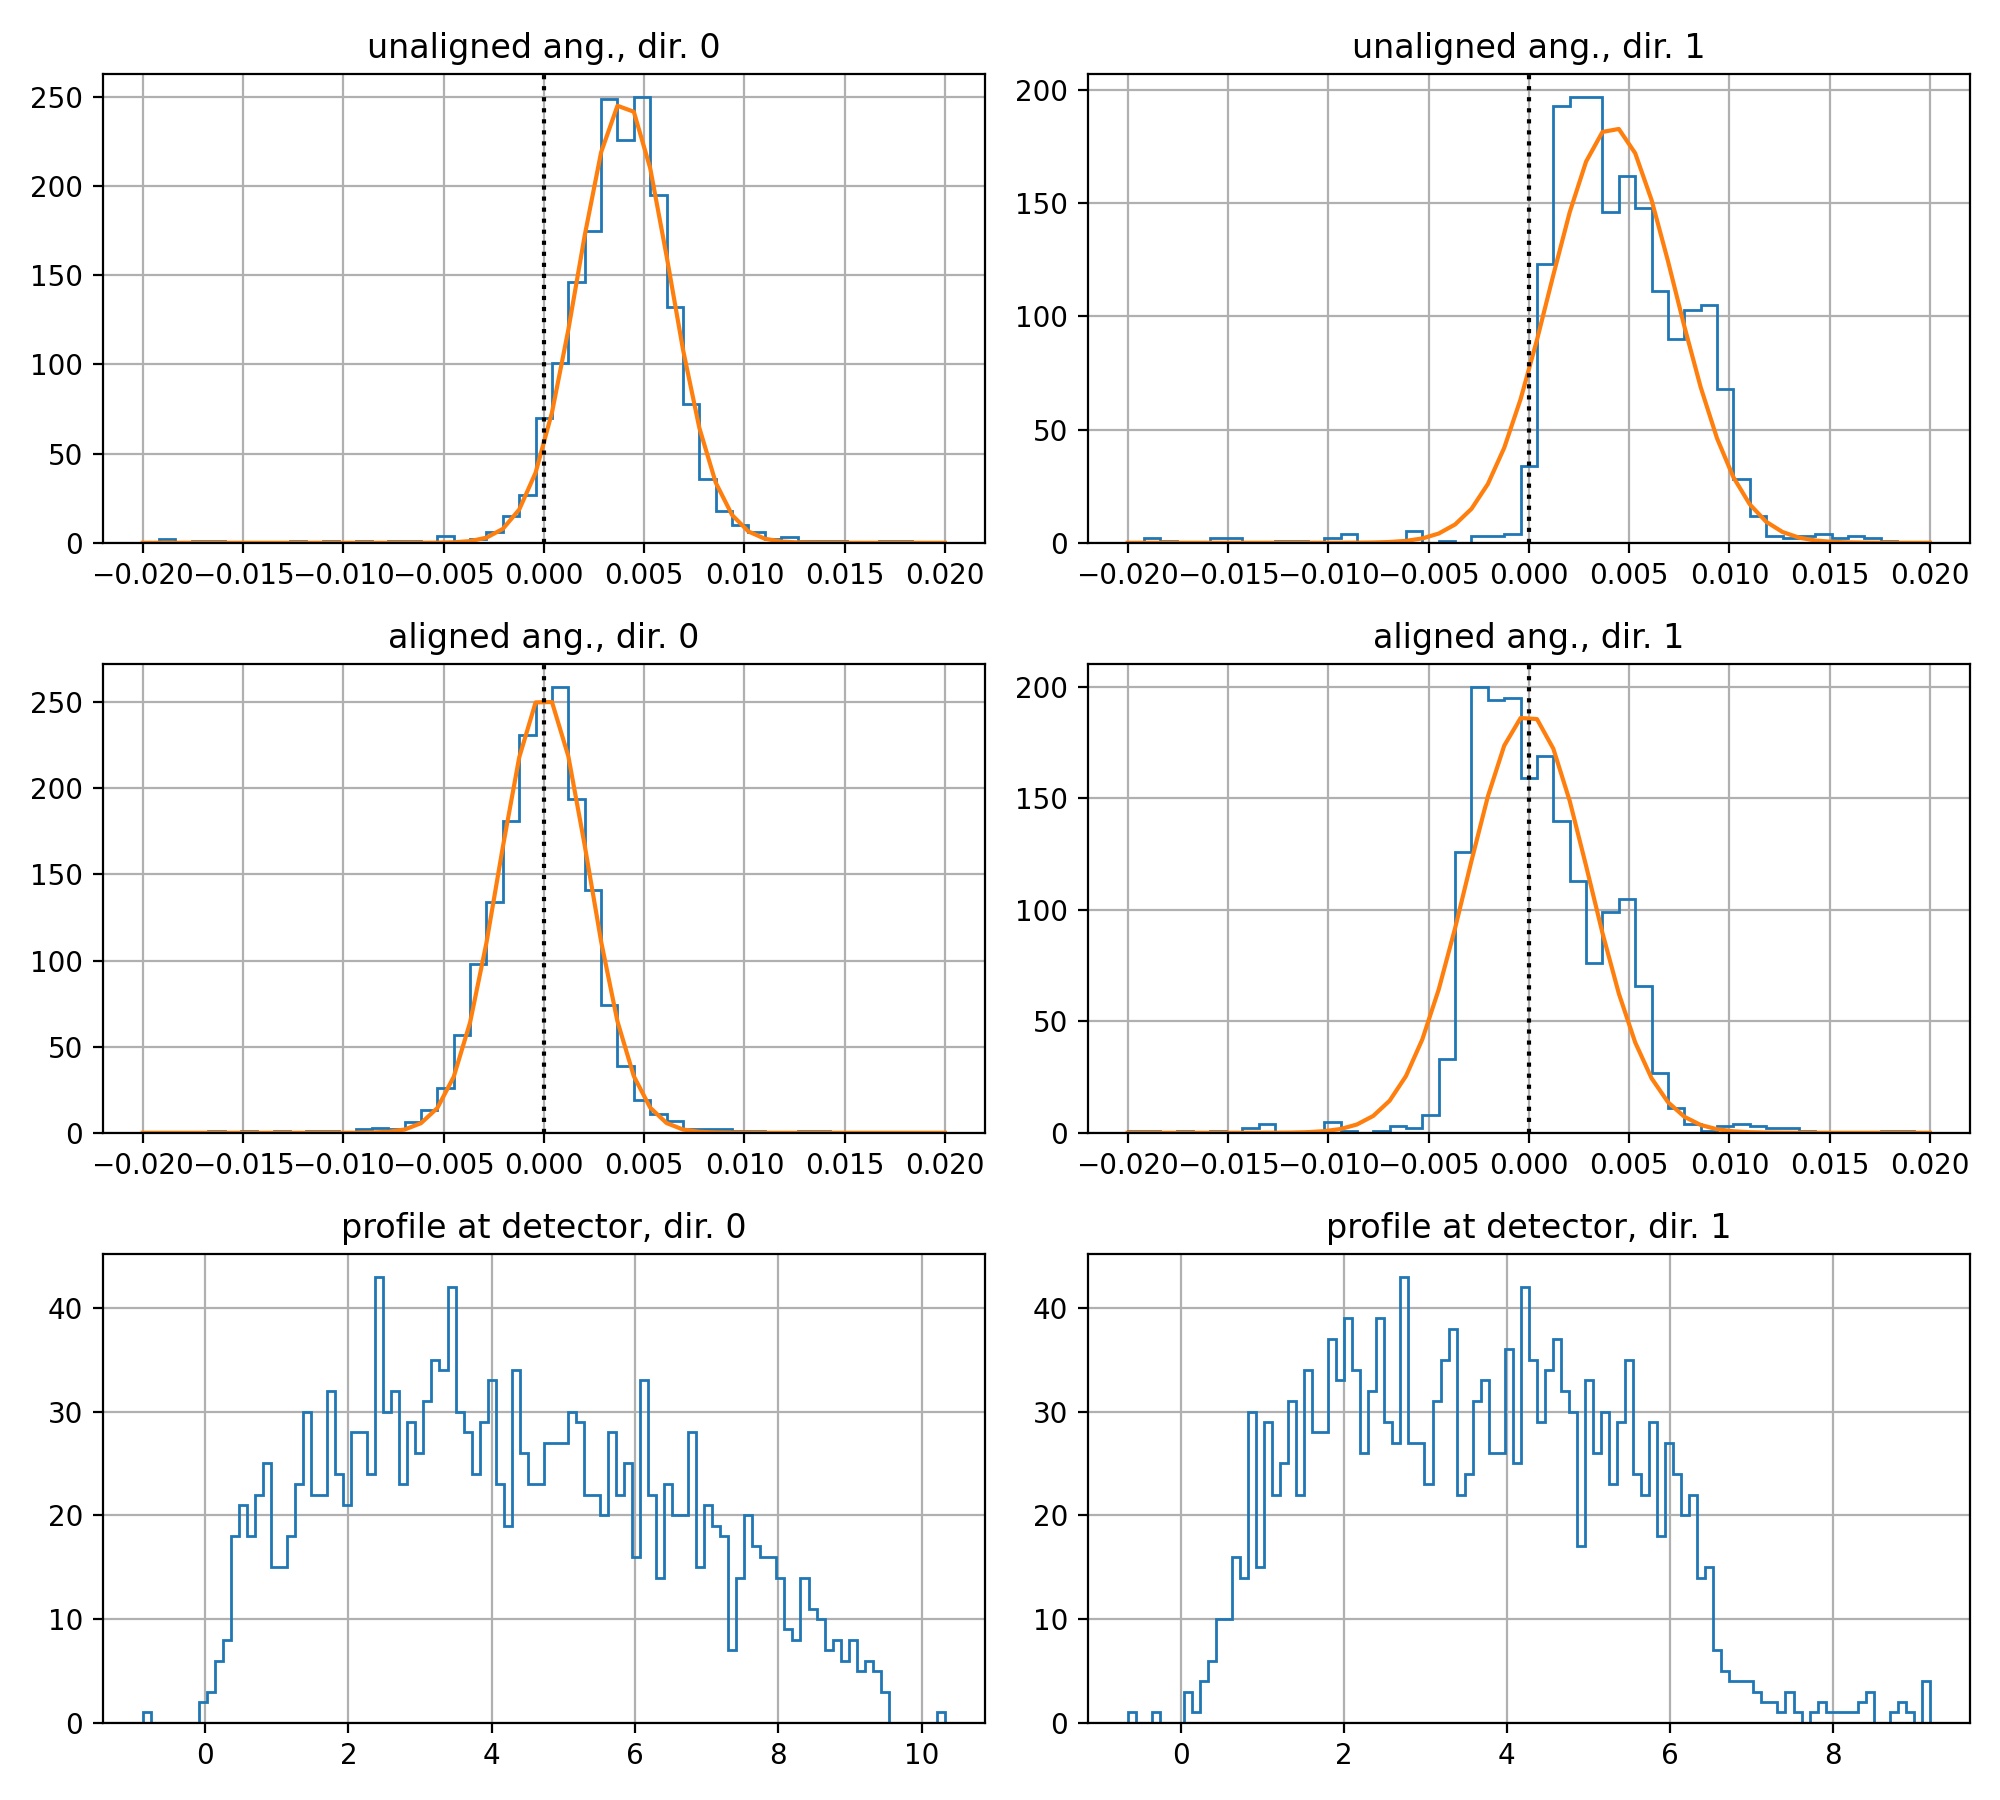 unaligned ang., dir. 0
250
200
150
100
50
0
−0.020−0.015−0.010−0.005 0.000 0.005 0.010 0.015 0.020
unaligned ang., dir. 1
200
150
100
50
0
−0.020−0.015−0.010−0.005 0.000 0.005 0.010 0.015 0.020
aligned ang., dir. 0
250
200
150
100
50
0
−0.020−0.015−0.010−0.005 0.000 0.005 0.010 0.015 0.020
aligned ang., dir. 1
200
150
100
50
0
−0.020−0.015−0.010−0.005 0.000 0.005 0.010 0.015 0.020
profile at detector, dir. 0
40
30
20
10
0
0 2 4 6 8 10
profile at detector, dir. 1
40
30
20
10
0
0 2 4 6 8